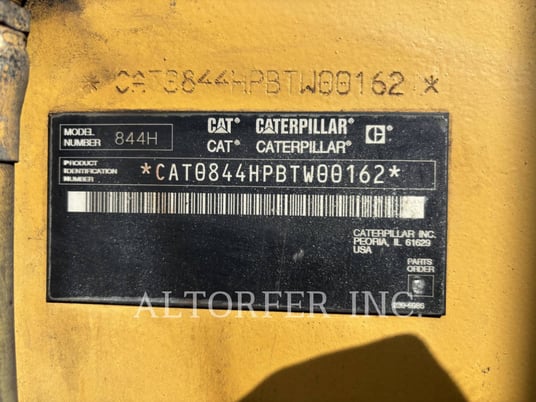 *CAT0844HPBTW00162*
MODEL NUMBER 844H
CAT CATERPILLAR C
CAT CATERPILLAR
PRODUCT IDENTIFICATION NUMBER *CAT0844HPBTW00162*
CATERPILLAR INC.
PEORIA, IL 61629
USA
PARTS ORDER
ALTORFER INC.